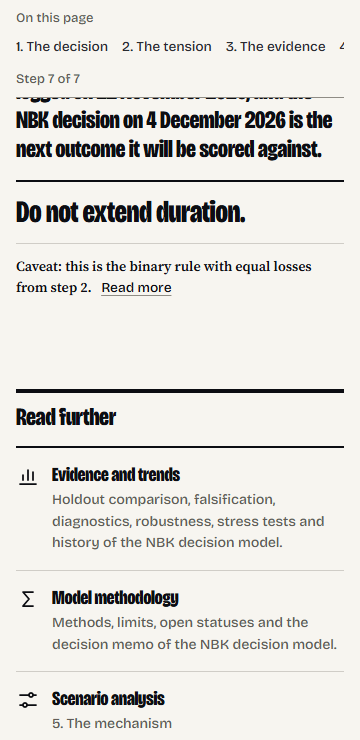 On this page
1. The decision 2. The tension 3. The evidence 4
Step 7 of 7
NBK decision on 4 December 2026 is the
next outcome it will be scored against.
Do not extend duration.
Caveat: this is the binary rule with equal losses
from step 2. Read more
Read further
Evidence and trends
Holdout comparison, falsification,
diagnostics, robustness, stress tests and
history of the NBK decision model.
Model methodology
Methods, limits, open statuses and the
decision memo of the NBK decision model.
Scenario analysis
5. The mechanism